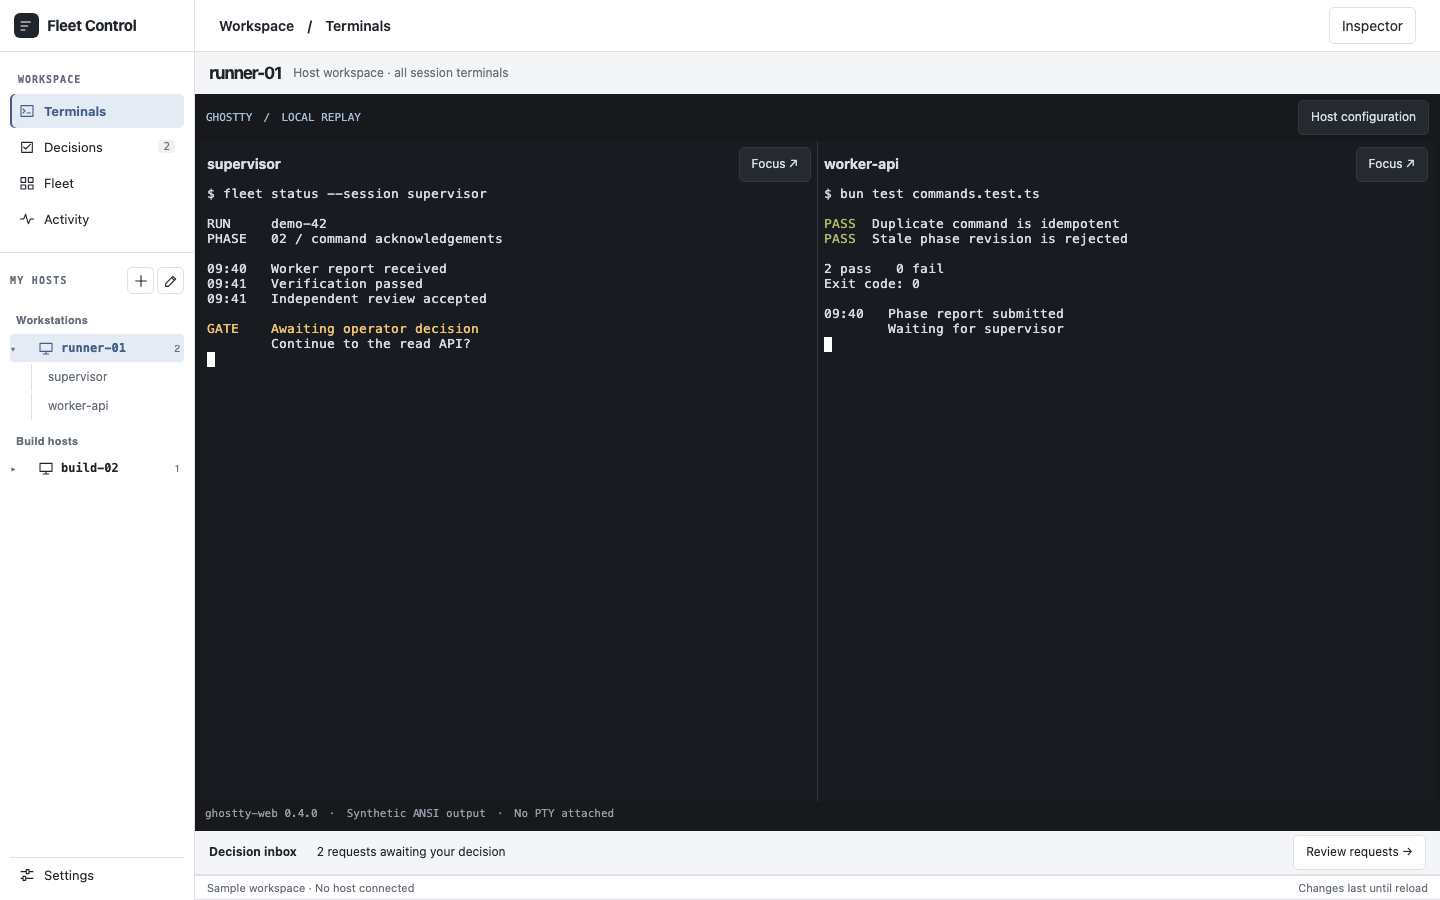 Fleet Control
Workspace / Terminals
Inspector
WORKSPACE
Terminals
Decisions 2
Fleet
Activity
MY HOSTS
Workstations
runner-01 2
supervisor
worker-api
Build hosts
build-02 1
Settings
runner-01 Host workspace · all session terminals
GHOSTTY / LOCAL REPLAY
Host configuration
supervisor
Focus ↗
$ fleet status --session supervisor
RUN demo-42
PHASE 02 / command acknowledgements
09:40 Worker report received
09:41 Verification passed
09:41 Independent review accepted
GATE Awaiting operator decision
Continue to the read API?
worker-api
Focus ↗
$ bun test commands.test.ts
PASS Duplicate command is idempotent
PASS Stale phase revision is rejected
2 pass 0 fail
Exit code: 0
09:40 Phase report submitted
Waiting for supervisor
ghostty-web 0.4.0 · Synthetic ANSI output · No PTY attached
Decision inbox 2 requests awaiting your decision
Review requests →
Sample workspace · No host connected
Changes last until reload